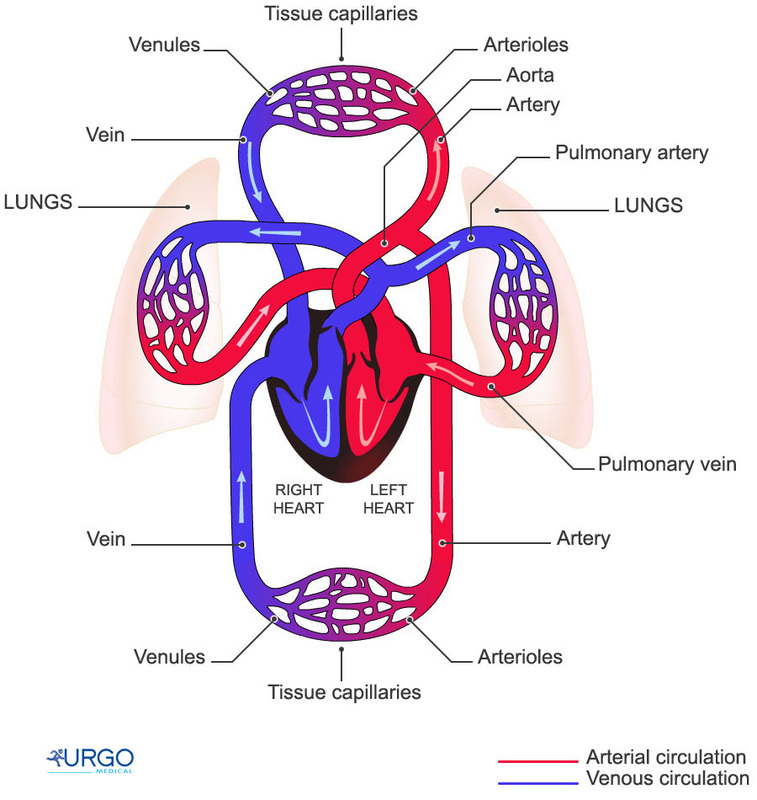 Tissue capillaries
Venules
Arterioles
Aorta
Artery
Vein
Pulmonary artery
LUNGS
LUNGS
Pulmonary vein
RIGHT
HEART
LEFT
HEART
Vein
Artery
Venules
Arterioles
Tissue capillaries
URGO
MEDICAL
Arterial circulation
Venous circulation